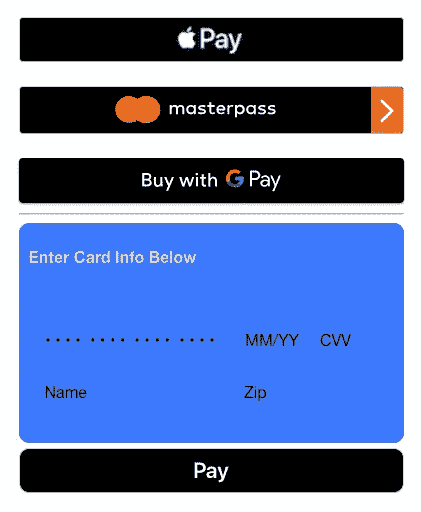 Pay
masterpass
Buy with G Pay
Enter Card Info Below
•••• •••• •••• •••• MM/YY CVV
Name Zip
Pay